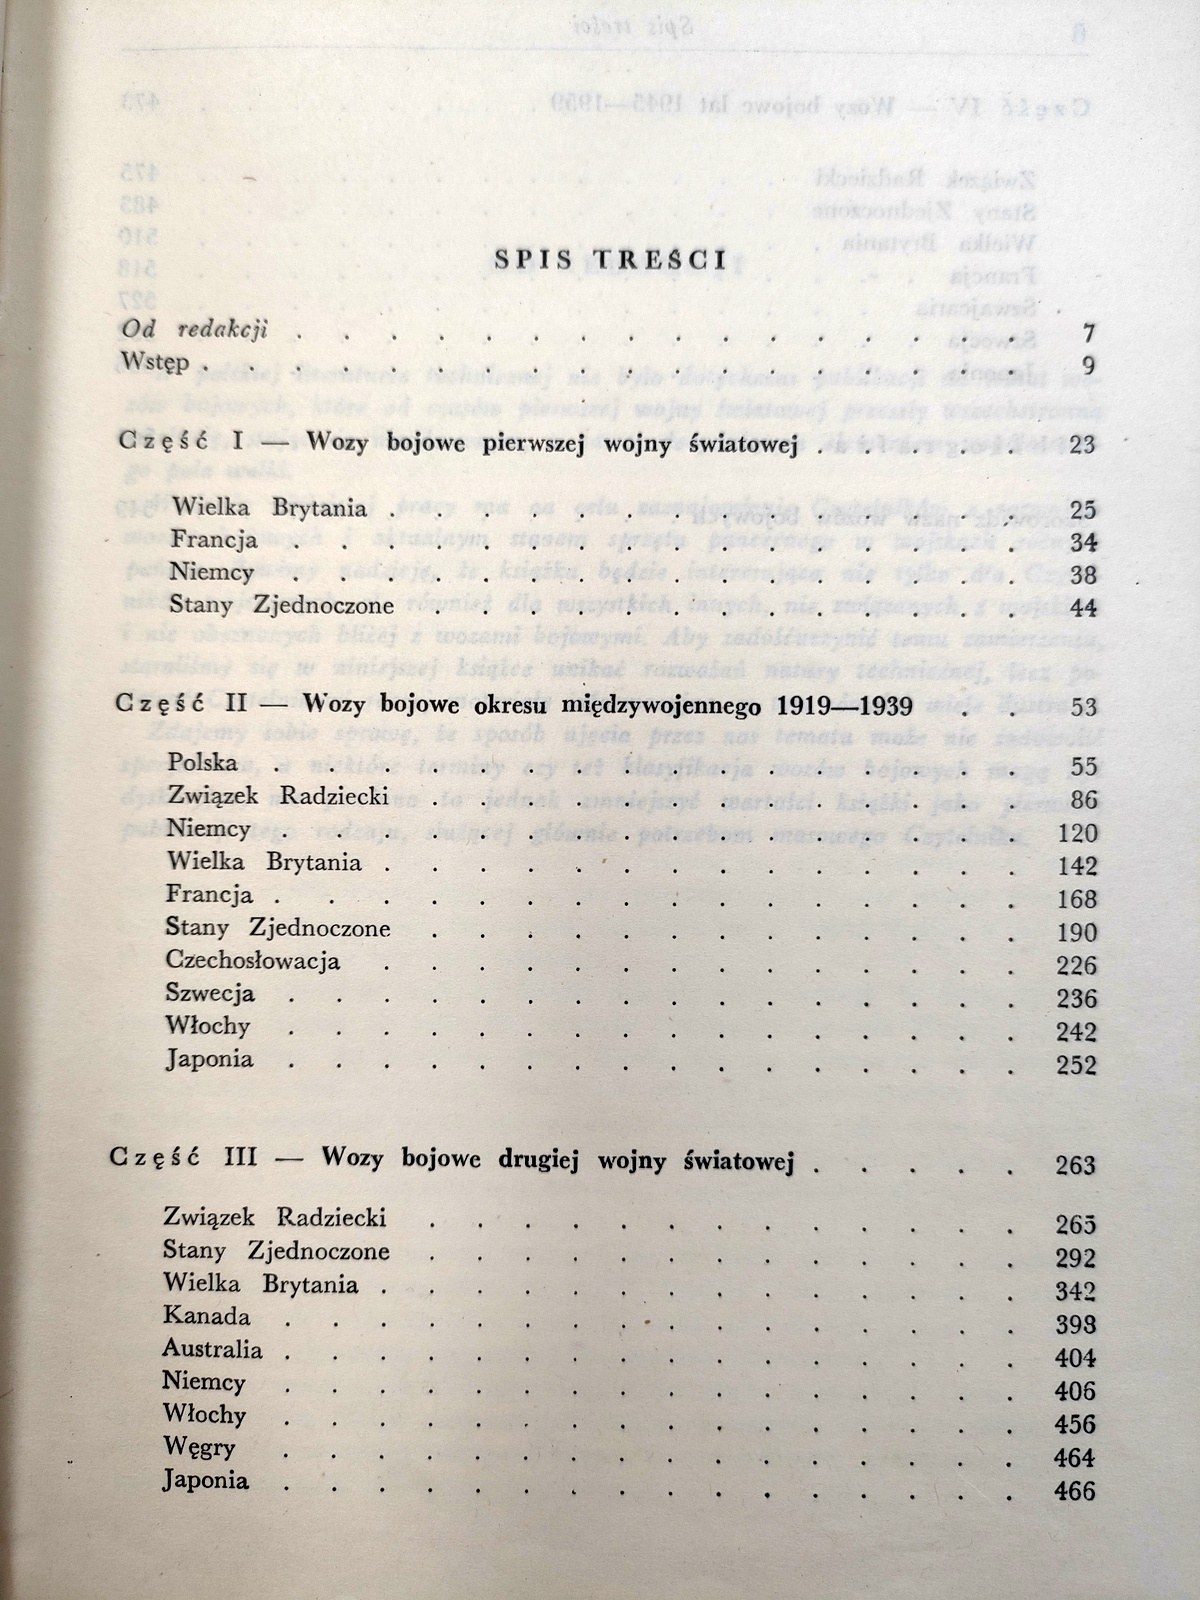 SPIS TREŚCI
Od redakcji . . . . . . . . . . . . . . . . 7
Wstęp . . . . . . . . . . . . . . . . . . 9
Część I — Wozy bojowe pierwszej wojny światowej . . . . . 23
Wielka Brytania . . . . . . . . . . . . . . 25
Francja . . . . . . . . . . . . . . . . 34
Niemcy . . . . . . . . . . . . . . . . 38
Stany Zjednoczone . . . . . . . . . . . . . 44
Część II — Wozy bojowe okresu międzywojennego 1919—1939 . . 53
Polska . . . . . . . . . . . . . . . . 55
Związek Radziecki . . . . . . . . . . . . . 86
Niemcy . . . . . . . . . . . . . . . . 120
Wielka Brytania . . . . . . . . . . . . . . 142
Francja . . . . . . . . . . . . . . . . 168
Stany Zjednoczone . . . . . . . . . . . . . 190
Czechosłowacja . . . . . . . . . . . . . . 226
Szwecja . . . . . . . . . . . . . . . . 236
Włochy . . . . . . . . . . . . . . . . 242
Japonia . . . . . . . . . . . . . . . . 252
Część III — Wozy bojowe drugiej wojny światowej . . . . . 263
Związek Radziecki . . . . . . . . . . . . . 265
Stany Zjednoczone . . . . . . . . . . . . . 292
Wielka Brytania . . . . . . . . . . . . . . 342
Kanada . . . . . . . . . . . . . . . . 398
Australia . . . . . . . . . . . . . . . . 404
Niemcy . . . . . . . . . . . . . . . . 406
Włochy . . . . . . . . . . . . . . . . 456
Węgry . . . . . . . . . . . . . . . . 464
Japonia . . . . . . . . . . . . . . . . 466